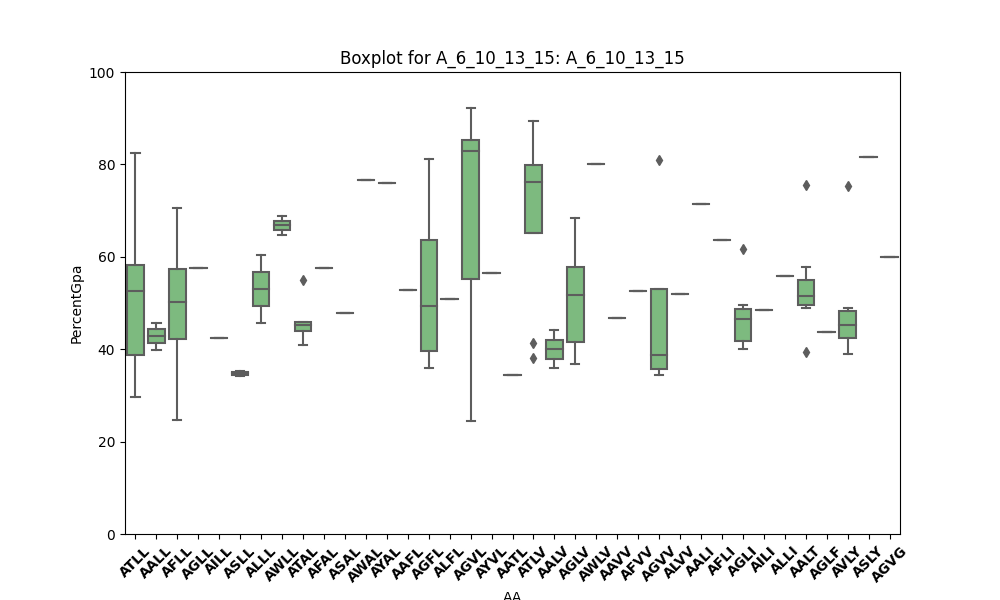 Boxplot for A_6_10_13_15: A_6_10_13_15
PercentGpa
100
80
60
40
20
0
ATLL AALL AFLL AGLL AILL ASLL ALLL AWLL ATAL AFAL ASAL AWAL AYAL AAFL AGFL ALFL AGVL AYVL AATL ATLV AALV AGLV AWLV AAVV AFVV AGVV ALVV AALI AFLI AGLI AILI ALLI AALT AGLF AVLY ASLY AGVG
AA